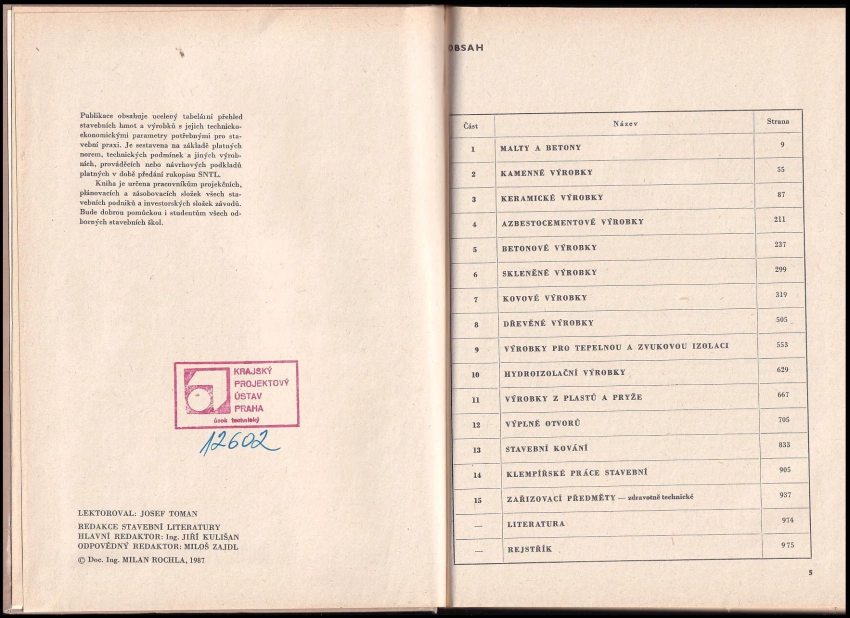 Publikace obsahuje ucelený tabelární přehled
stavebních hmot a výrobků s jejich technicko-
ekonomickými parametry potřebnými pro sta-
vební praxi. Je sestavena na základě platných
norem, technických podmínek a jiných výrob-
ních, prováděcích nebo návrhových podkladů
platných v době předání rukopisu SNTL.
Kniha je určena pracovníkům projekčních,
plánovacích a zásobovacích složek všech sta-
vebních podniků a investorských složek závodů.
Bude dobrou pomůckou i studentům všech od-
borných stavebních škol.
KRAJSKÝ
PROJEKTOVÝ
ÚSTAV
PRAHA
úsek technický
12602
LEKTOROVAL: JOSEF TOMAN
REDAKCE STAVEBNÍ LITERATURY
HLAVNÍ REDAKTOR: Ing. JIŘÍ KULIŠAN
ODPOVĚDNÝ REDAKTOR: MILOŠ ZAJDL
© Doc. Ing. MILAN ROCHLA, 1987
OBSAH
Část Název Strana
1 MALTY A BETONY 9
2 KAMENNÉ VÝROBKY 55
3 KERAMICKÉ VÝROBKY 87
4 AZBESTOCEMENTOVÉ VÝROBKY 211
5 BETONOVÉ VÝROBKY 237
6 SKLENĚNÉ VÝROBKY 299
7 KOVOVÉ VÝROBKY 319
8 DŘEVĚNÉ VÝROBKY 505
9 VÝROBKY PRO TEPELNOU A ZVUKOVOU IZOLACI 553
10 HYDROIZOLAČNÍ VÝROBKY 629
11 VÝROBKY Z PLASTŮ A PRYŽE 667
12 VÝPLNĚ OTVORŮ 705
13 STAVEBNÍ KOVÁNÍ 833
14 KLEMPÍŘSKÉ PRÁCE STAVEBNÍ 905
15 ZAŘIZOVACÍ PŘEDMĚTY — zdravotně technické 937
— LITERATURA 974
— REJSTŘÍK 975
5